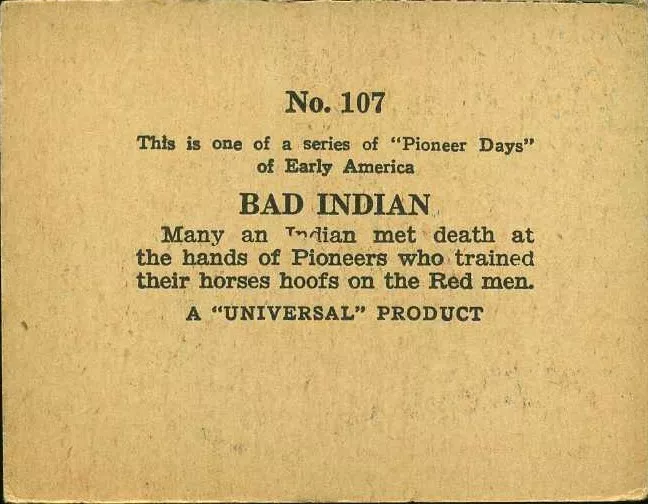 No. 107
This is one of a series of "Pioneer Days"
of Early America
BAD INDIAN
Many an Indian met death at
the hands of Pioneers who trained
their horses hoofs on the Red men.
A "UNIVERSAL" PRODUCT